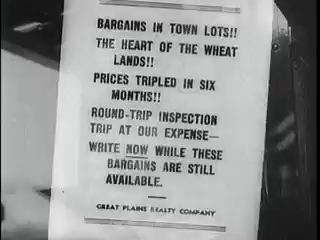 BARGAINS IN TOWN LOTS!!
THE HEART OF THE WHEAT
LANDS!!
PRICES TRIPLED IN SIX
MONTHS!!
ROUND-TRIP INSPECTION
TRIP AT OUR EXPENSE—
WRITE NOW WHILE THESE
BARGAINS ARE STILL
AVAILABLE.
GREAT PLAINS REALTY COMPANY